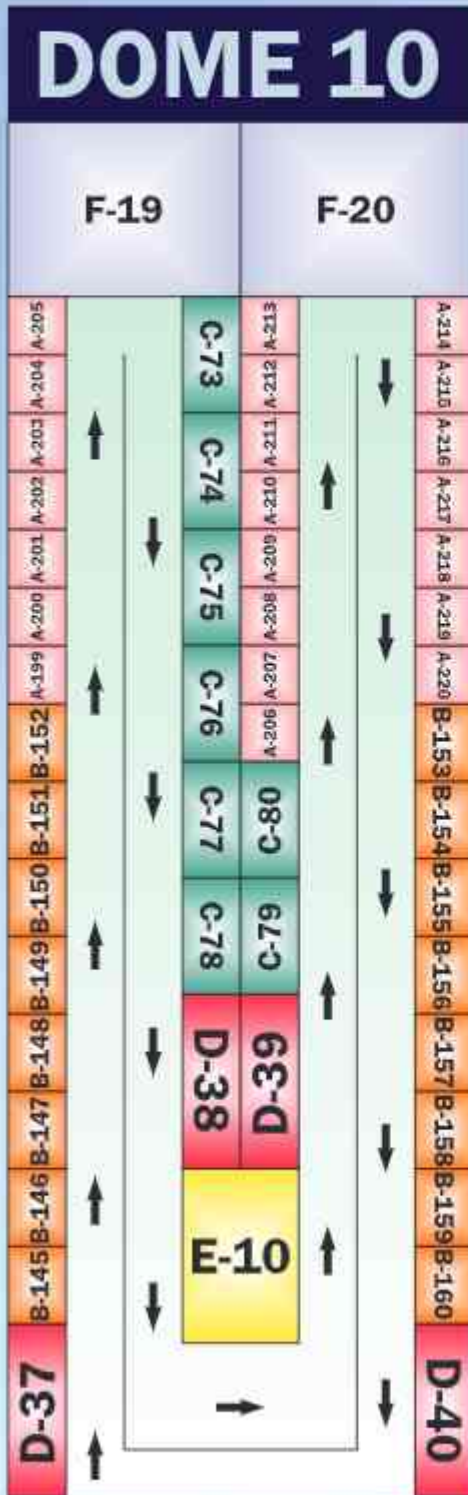 DOME 10
F-19 F-20
A-205 C-73 A-213 A-214
A-204 A-212 A-215
A-203 C-74 A-211 A-216
A-202 A-210 A-217
A-201 C-75 A-209 A-218
A-200 A-208 A-219
A-199 C-76 A-207 A-220
B-152 A-206 B-153
B-151 C-77 C-80 B-154
B-150 C-78 C-79 B-155
B-149 B-156
B-148 D-38 D-39 B-157
B-147 B-158
B-146 E-10 B-159
B-145 B-160
D-37 D-40